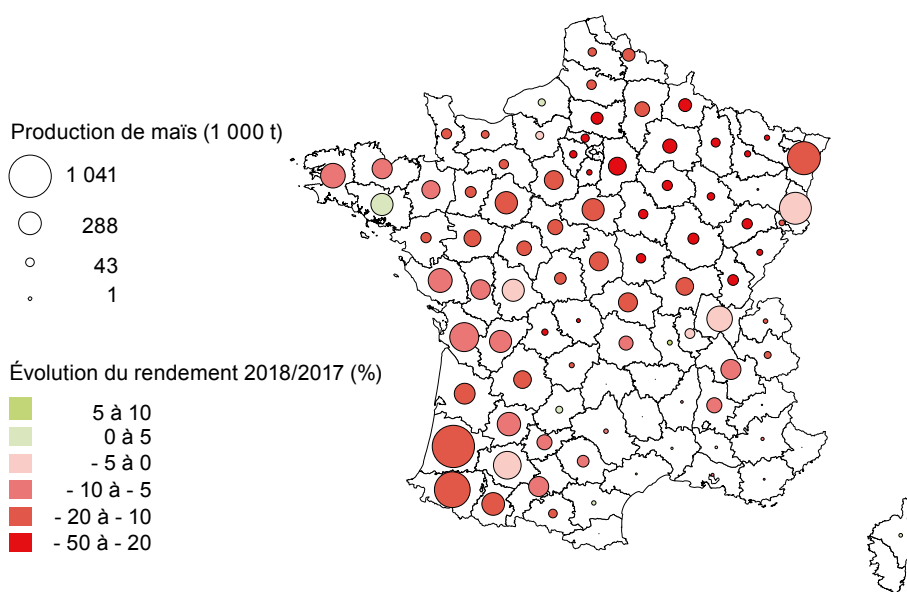 Production de maïs (1 000 t)
1 041
288
43
1
Évolution du rendement 2018/2017 (%)
5 à 10
0 à 5
- 5 à 0
- 10 à - 5
- 20 à - 10
- 50 à - 20